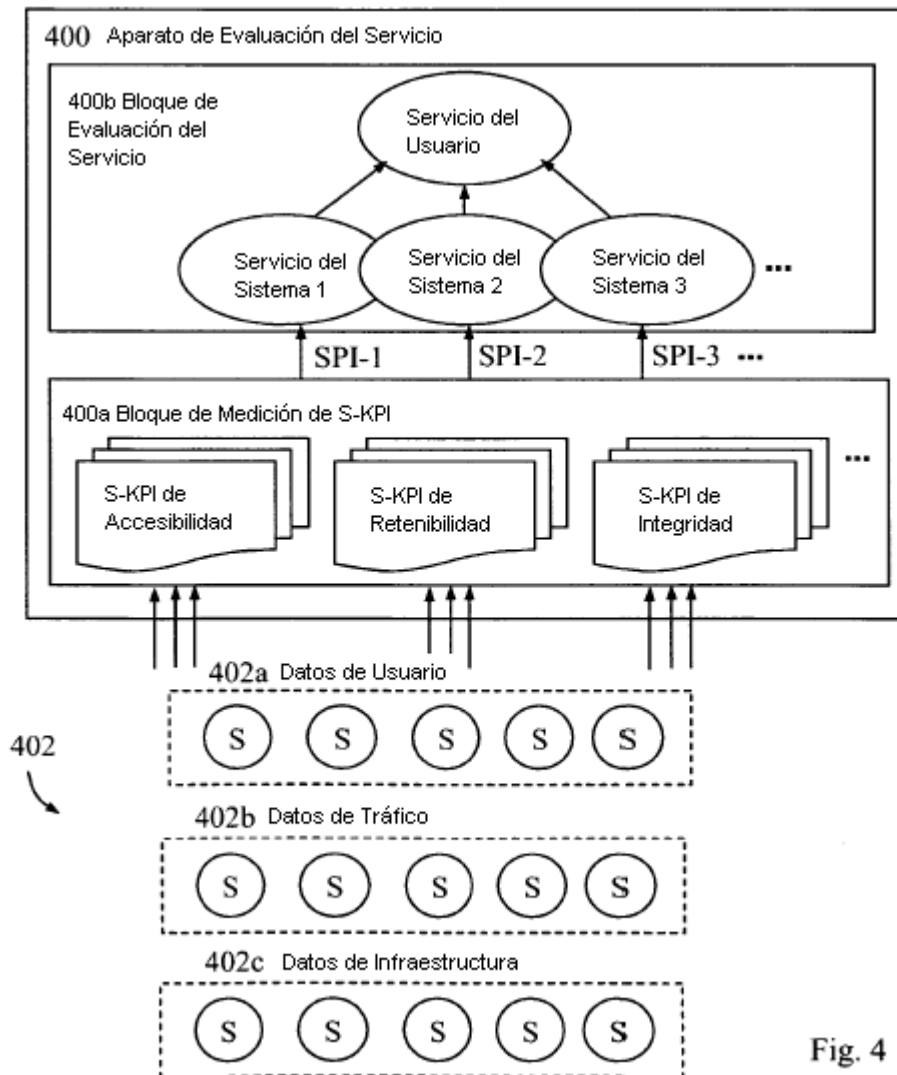 400 Aparato de Evaluación del Servicio
400b Bloque de
Evaluación del
Servicio
Servicio del
Usuario
Servicio del
Sistema 1
Servicio del
Sistema 2
Servicio del
Sistema 3
...
SPI-1
SPI-2
SPI-3 ...
400a Bloque de Medición de S-KPI
S-KPI de
Accesibilidad
S-KPI de
Retenibilidad
S-KPI de
Integridad
...
402a Datos de Usuario
S S S S S
402
402b Datos de Tráfico
S S S S S
402c Datos de Infraestructura
S S S S S
Fig. 4